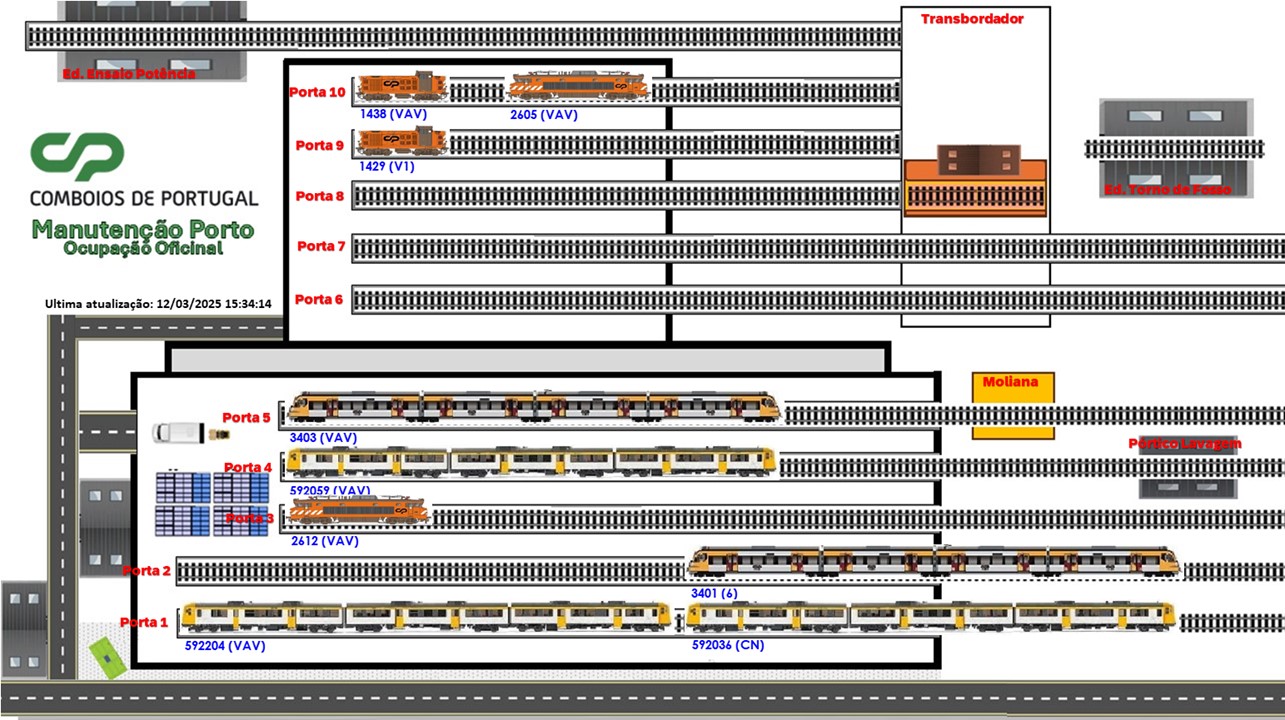 Transbordador
Ed. Ensaio Potência
Porta 10
1438 (VAV)
2605 (VAV)
Porta 9
1429 (V1)
CP
COMBOIOS DE PORTUGAL
Manutenção Porto
Ocupação Oficinal
Porta 8
Ed. Torno de Fosso
Porta 7
Porta 6
Ultima atualização: 12/03/2025 15:34:14
Moliana
Porta 5
3403 (VAV)
Pórtico Lavagem
Porta 4
592059 (VAV)
Porta 3
2612 (VAV)
Porta 2
3401 (6)
Porta 1
592204 (VAV)
592036 (CN)